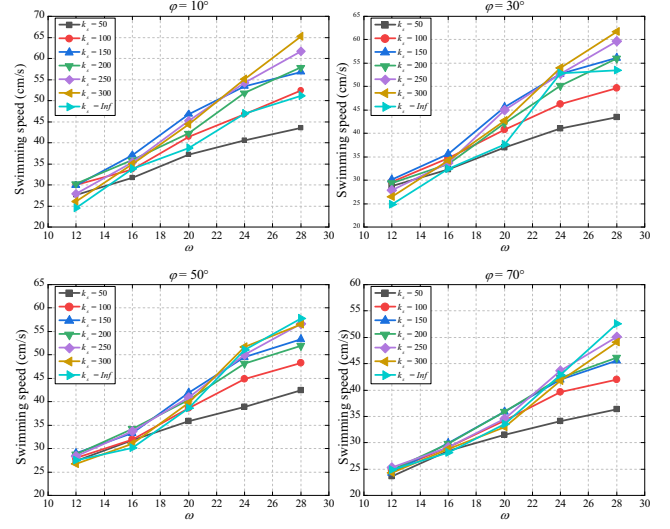 φ = 10°
Swimming speed (cm/s)
70
65
60
55
50
45
40
35
30
25
20
k_s = 50
k_s = 100
k_s = 150
k_s = 200
k_s = 250
k_s = 300
k_s = Inf
10 12 14 16 18 20 22 24 26 28 30
ω
φ = 30°
Swimming speed (cm/s)
65
60
55
50
45
40
35
30
25
20
k_s = 50
k_s = 100
k_s = 150
k_s = 200
k_s = 250
k_s = 300
k_s = Inf
10 12 14 16 18 20 22 24 26 28 30
ω
φ = 50°
Swimming speed (cm/s)
65
60
55
50
45
40
35
30
25
20
k_s = 50
k_s = 100
k_s = 150
k_s = 200
k_s = 250
k_s = 300
k_s = Inf
10 12 14 16 18 20 22 24 26 28 30
ω
φ = 70°
Swimming speed (cm/s)
60
55
50
45
40
35
30
25
20
k_s = 50
k_s = 100
k_s = 150
k_s = 200
k_s = 250
k_s = 300
k_s = Inf
10 12 14 16 18 20 22 24 26 28 30
ω